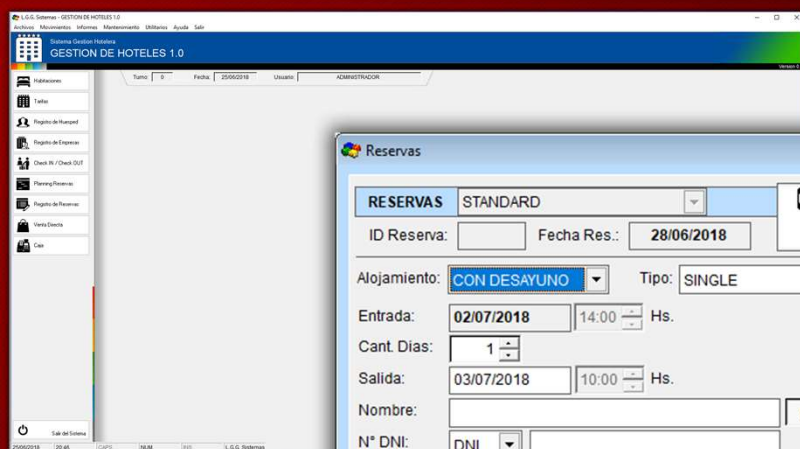 L.G.G. Sistemas - GESTION DE HOTELES 1.0
Archivos Movimientos Informes Mantenimiento Utilitarios Ayuda Salir
Sistema Gestion Hotelera
GESTION DE HOTELES 1.0
Version 0
Turno: 0 Fecha: 25/06/2018 Usuario: ADMINISTRADOR
Habitaciones
Tarifas
Registro de Huesped
Registro de Empresas
Check IN / Check OUT
Planning Reservas
Registro de Reservas
Venta Directa
Caja
Salir del Sistema
25/06/2018 20:46 CAPS NUM INS L.G.G. Sistemas
Reservas
RESERVAS STANDARD
ID Reserva: Fecha Res.: 28/06/2018
Alojamiento: CON DESAYUNO Tipo: SINGLE
Entrada: 02/07/2018 14:00 Hs.
Cant. Dias: 1
Salida: 03/07/2018 10:00 Hs.
Nombre:
N° DNI: DNI